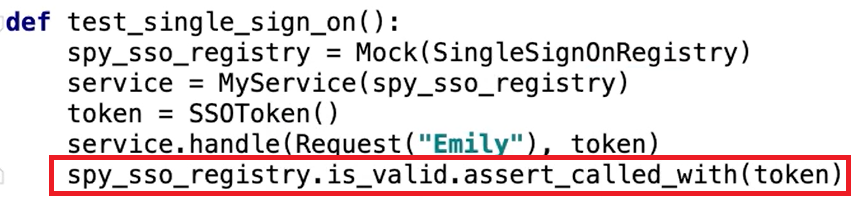 def test_single_sign_on():
spy_sso_registry = Mock(SingleSignOnRegistry)
service = MyService(spy_sso_registry)
token = SSOToken()
service.handle(Request("Emily"), token)
spy_sso_registry.is_valid.assert_called_with(token)